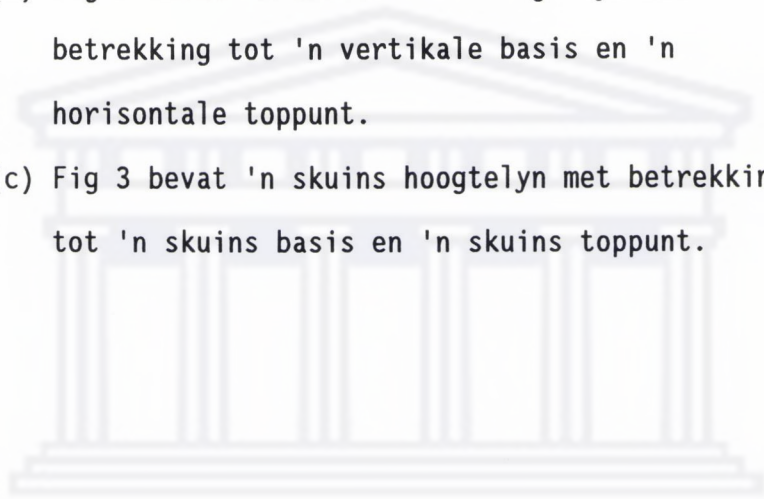 betrekking tot 'n vertikale basis en 'n
horisontale toppunt.
c) Fig 3 bevat 'n skuins hoogtelyn met betrekkin
tot 'n skuins basis en 'n skuins toppunt.